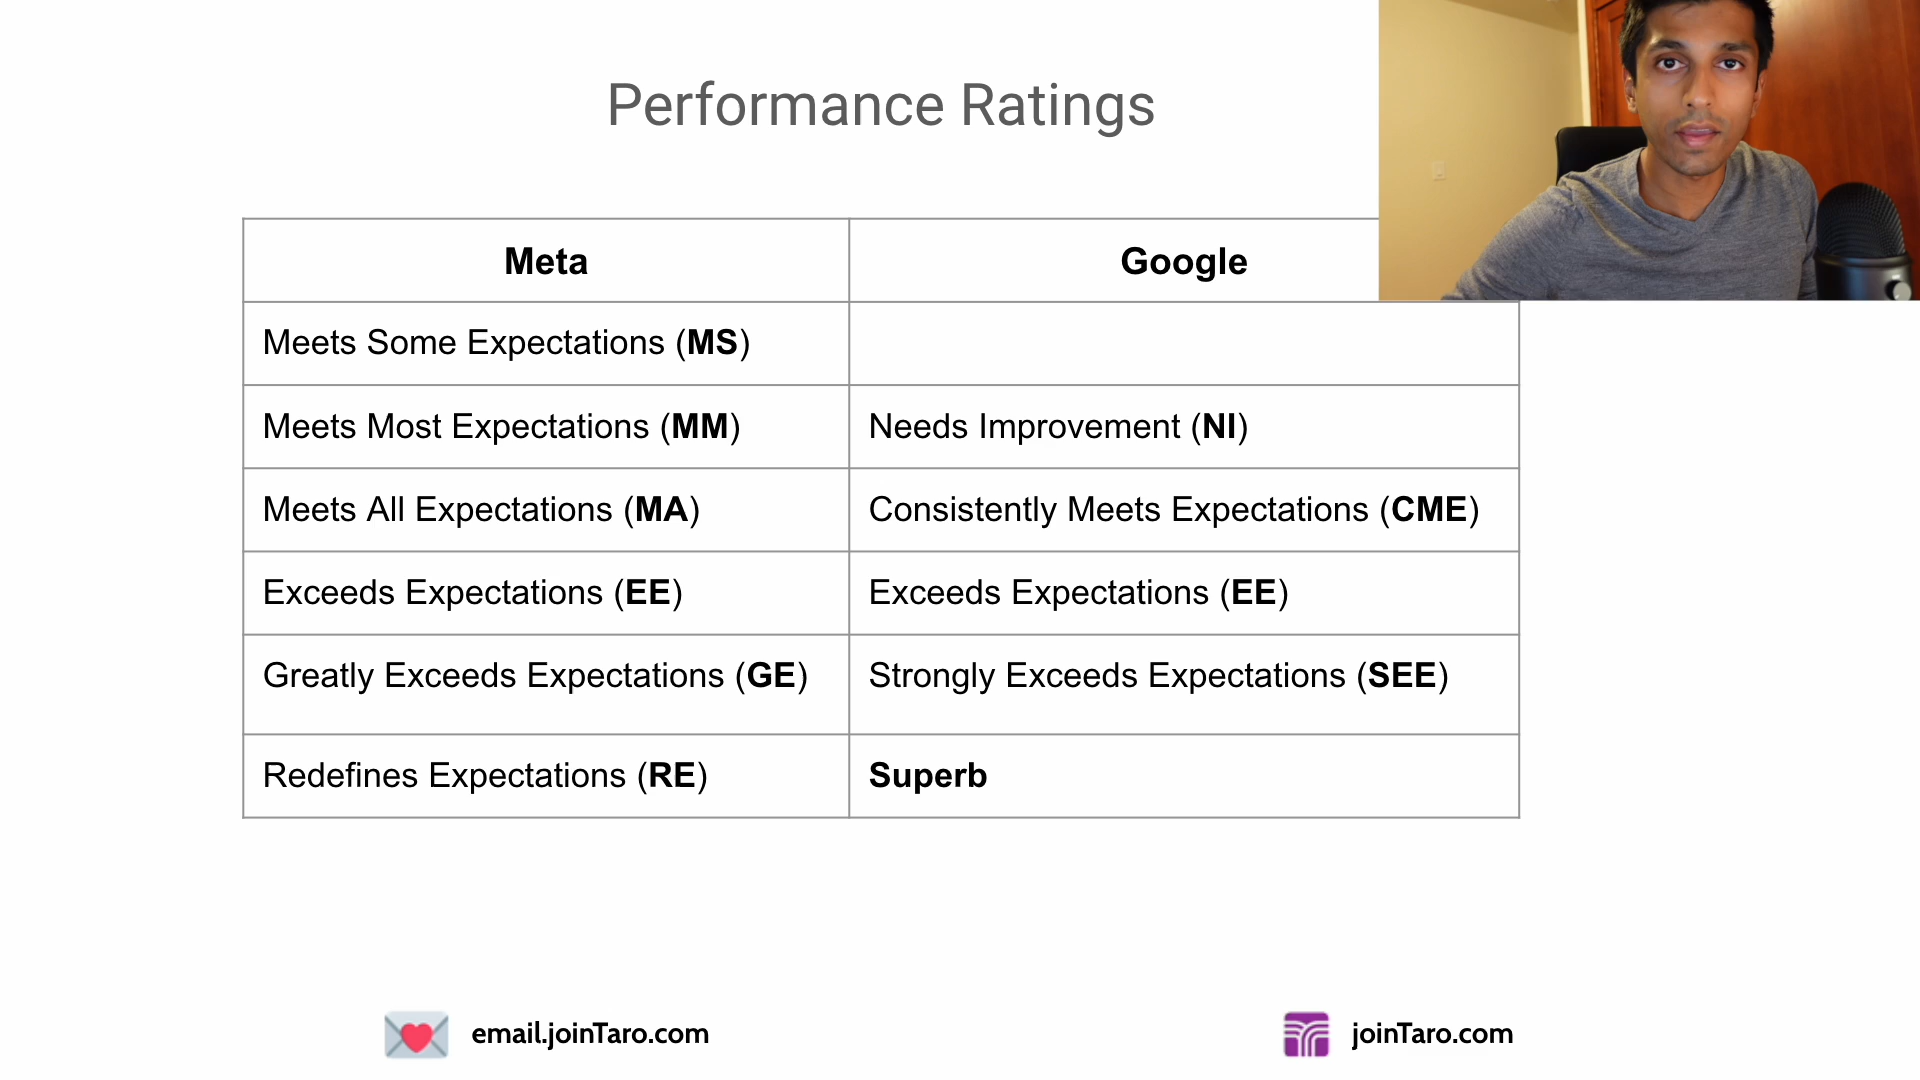 Performance Ratings
Meta
Google
Meets Some Expectations (MS)
Meets Most Expectations (MM)
Needs Improvement (NI)
Meets All Expectations (MA)
Consistently Meets Expectations (CME)
Exceeds Expectations (EE)
Exceeds Expectations (EE)
Greatly Exceeds Expectations (GE)
Strongly Exceeds Expectations (SEE)
Redefines Expectations (RE)
Superb
email.joinTaro.com
joinTaro.com